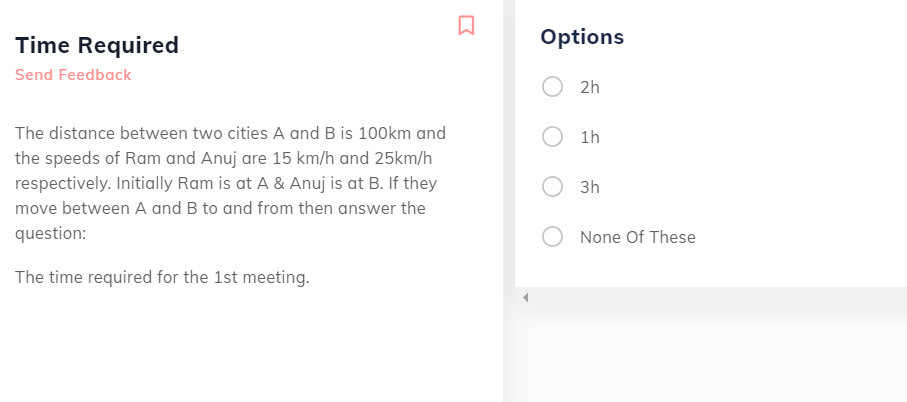 Time Required
Send Feedback
The distance between two cities A and B is 100km and
the speeds of Ram and Anuj are 15 km/h and 25km/h
respectively. Initially Ram is at A & Anuj is at B. If they
move between A and B to and from then answer the
question:
The time required for the 1st meeting.
Options
2h
1h
3h
None Of These